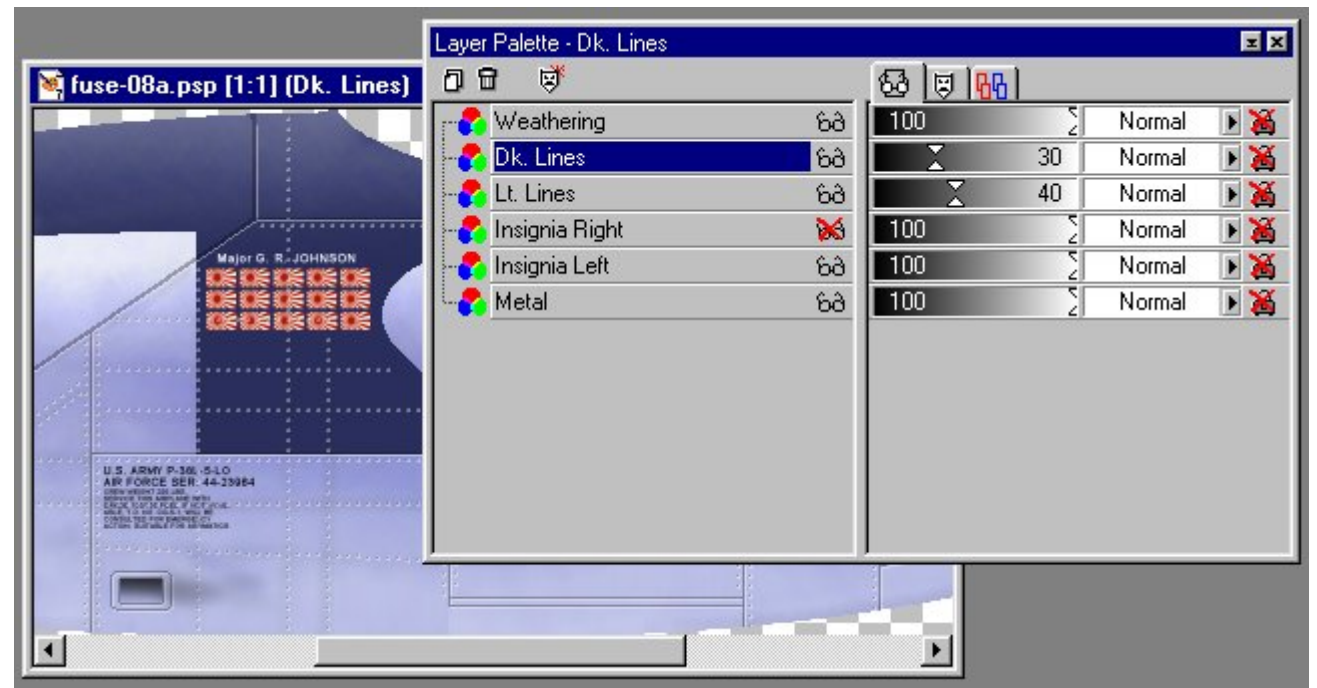 Layer Palette - Dk. Lines
fuse-08a.psp [1:1] (Dk. Lines)
Weathering 100 Normal
Dk. Lines 30 Normal
Lt. Lines 40 Normal
Insignia Right 100 Normal
Insignia Left 100 Normal
Metal 100 Normal
Major G. R. JOHNSON
U.S. ARMY P-38L-5-LO
AIR FORCE SER: 44-23964